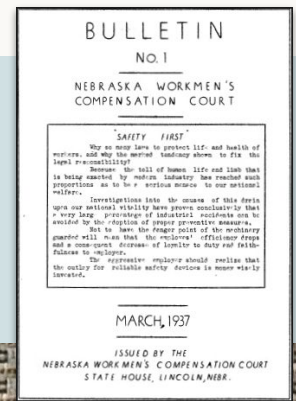 BULLETIN
No. 1
NEBRASKA WORKMEN'S
COMPENSATION COURT
"SAFETY FIRST"
Why so many laws to protect life and health of
workers, and why the marked tendency shown to fix the
legal responsibility?
Because the toll of human life and limb that
is being exacted by modern industry has reached such
proportions as to be a serious menace to our national
welfare.
Investigations into the causes of this drain
upon our national vitality have proven conclusively that
a very large percentage of industrial accidents can be
avoided by the adoption of proper preventive measures.
Not to have the danger point of the machinery
guarded will mean that the employes' efficiency drops
and a consequent decrease of loyalty to duty and faith-
fulness to employer.
The aggressive employer should realize that
the outlay for reliable safety devices is money wisely
invested.
MARCH, 1937
ISSUED BY THE
NEBRASKA WORKMEN'S COMPENSATION COURT
STATE HOUSE, LINCOLN, NEBR.